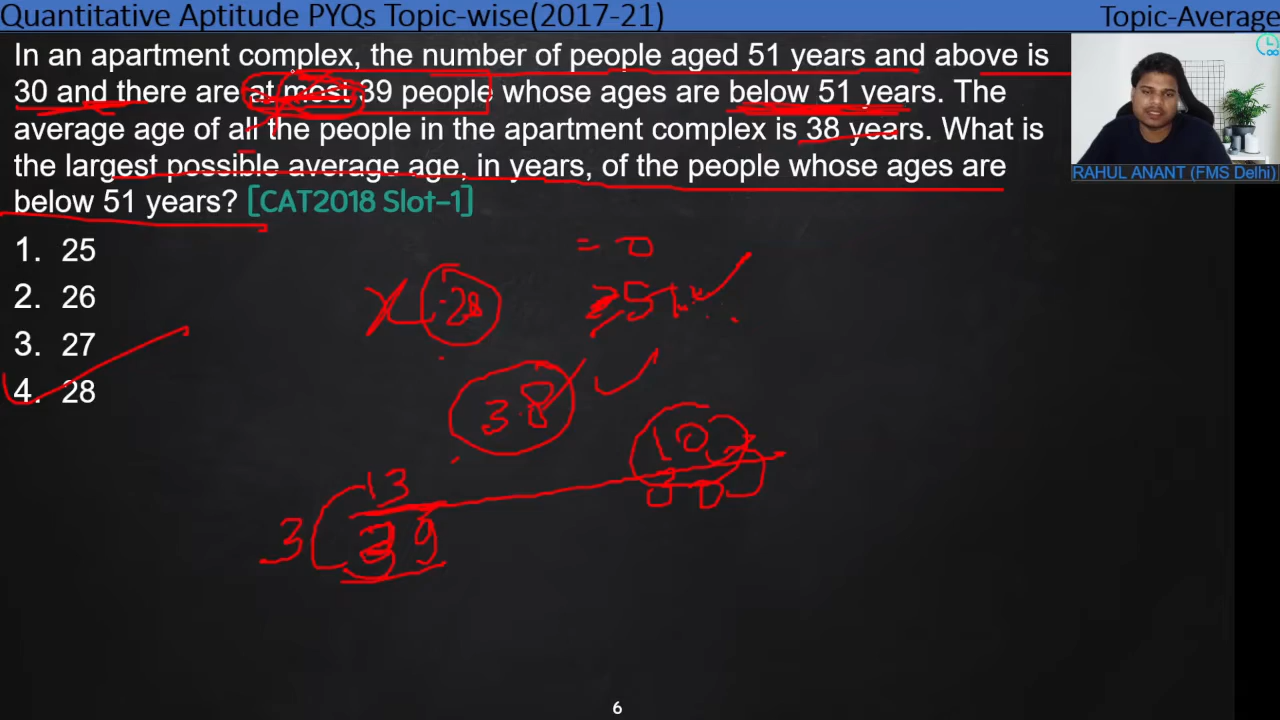 Quantitative Aptitude PYQs Topic-wise(2017-21)
Topic-Average
In an apartment complex, the number of people aged 51 years and above is
30 and there are at most 39 people whose ages are below 51 years. The
average age of all the people in the apartment complex is 38 years. What is
the largest possible average age, in years, of the people whose ages are
below 51 years? [CAT2018 Slot-1]
RAHUL ANANT (FMS Delhi)
1. 25
2. 26
3. 27
4. 28
x 28
51
38
13
3
39
6